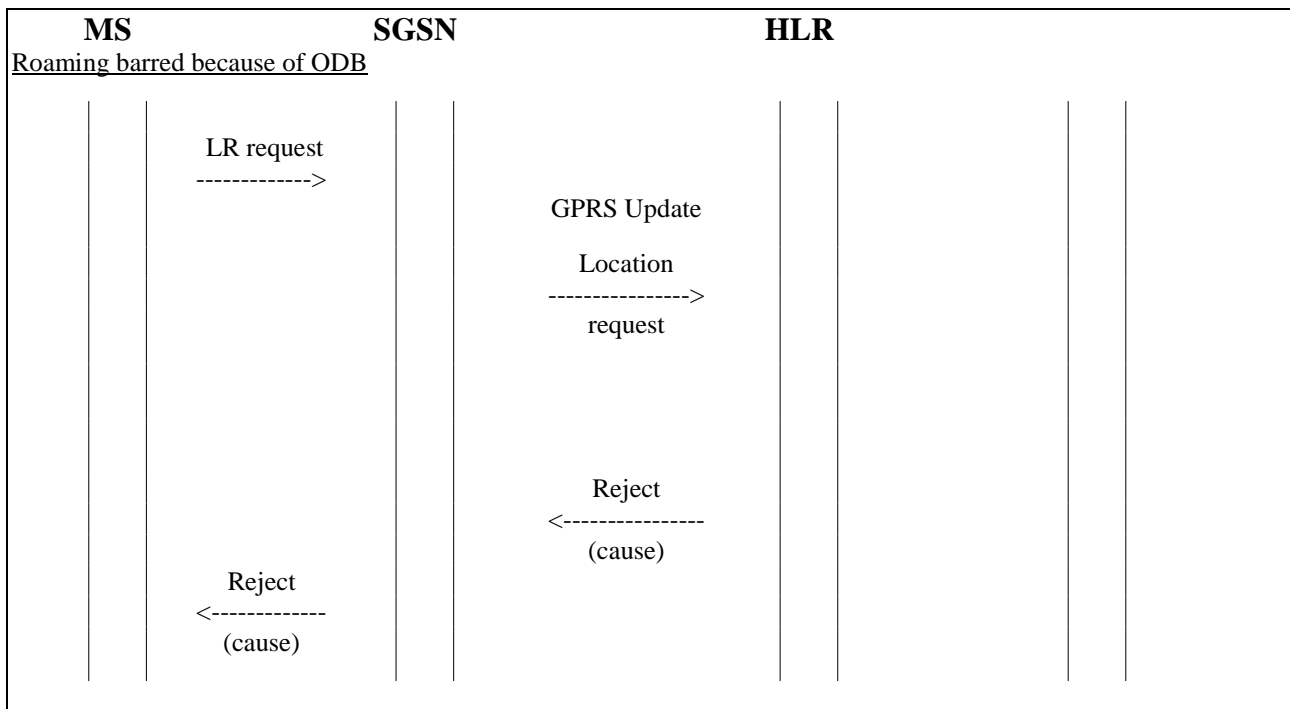 MS SGSN HLR
Roaming barred because of ODB
LR request
------------->
GPRS Update
Location
----------------->
request
Reject
<----------------
(cause)
Reject
<-------------
(cause)